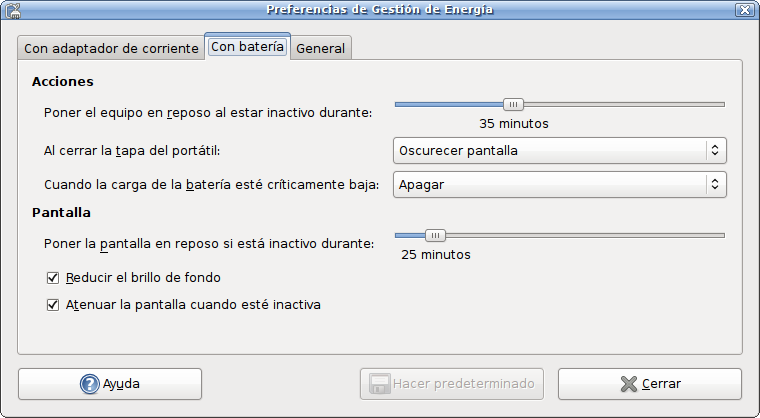 Preferencias de Gestión de Energía
Con adaptador de corriente
Con batería
General
Acciones
Poner el equipo en reposo al estar inactivo durante:
35 minutos
Al cerrar la tapa del portátil:
Oscurecer pantalla
Cuando la carga de la batería esté críticamente baja:
Apagar
Pantalla
Poner la pantalla en reposo si está inactivo durante:
25 minutos
Reducir el brillo de fondo
Atenuar la pantalla cuando esté inactiva
Ayuda
Hacer predeterminado
Cerrar